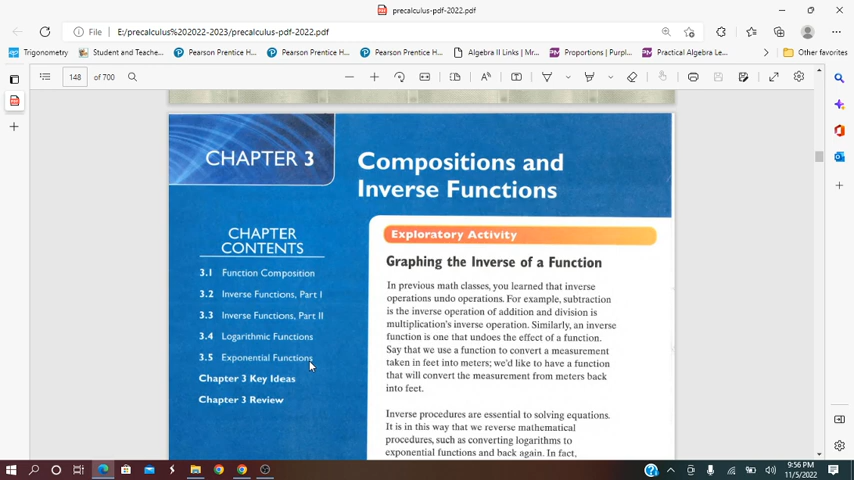 precalculus-pdf-2022.pdf
File
E:/precalculus%202022-2023/precalculus-pdf-2022.pdf
Trigonometry
Student and Teache...
Pearson Prentice H...
Pearson Prentice H...
Pearson Prentice H...
Algebra II Links | Mr...
Proportions ( Purpl...
Practical Algebra Le...
Other favorites
148 of 700
CHAPTER 3
Compositions and
Inverse Functions
CHAPTER
CONTENTS
3.1 Function Composition
3.2 Inverse Functions, Part I
3.3 Inverse Functions, Part II
3.4 Logarithmic Functions
3.5 Exponential Functions
Chapter 3 Key Ideas
Chapter 3 Review
Exploratory Activity
Graphing the Inverse of a Function
In previous math classes, you learned that inverse
operations undo operations. For example, subtraction
is the inverse operation of addition and division is
multiplication's inverse operation. Similarly, an inverse
function is one that undoes the effect of a function.
Say that we use a function to convert a measurement
taken in feet into meters; we'd like to have a function
that will convert the measurement from meters back
into feet.
Inverse procedures are essential to solving equations.
It is in this way that we reverse mathematical
procedures, such as converting logarithms to
exponential functions and back again. In fact,
9:56 PM
11/5/2022